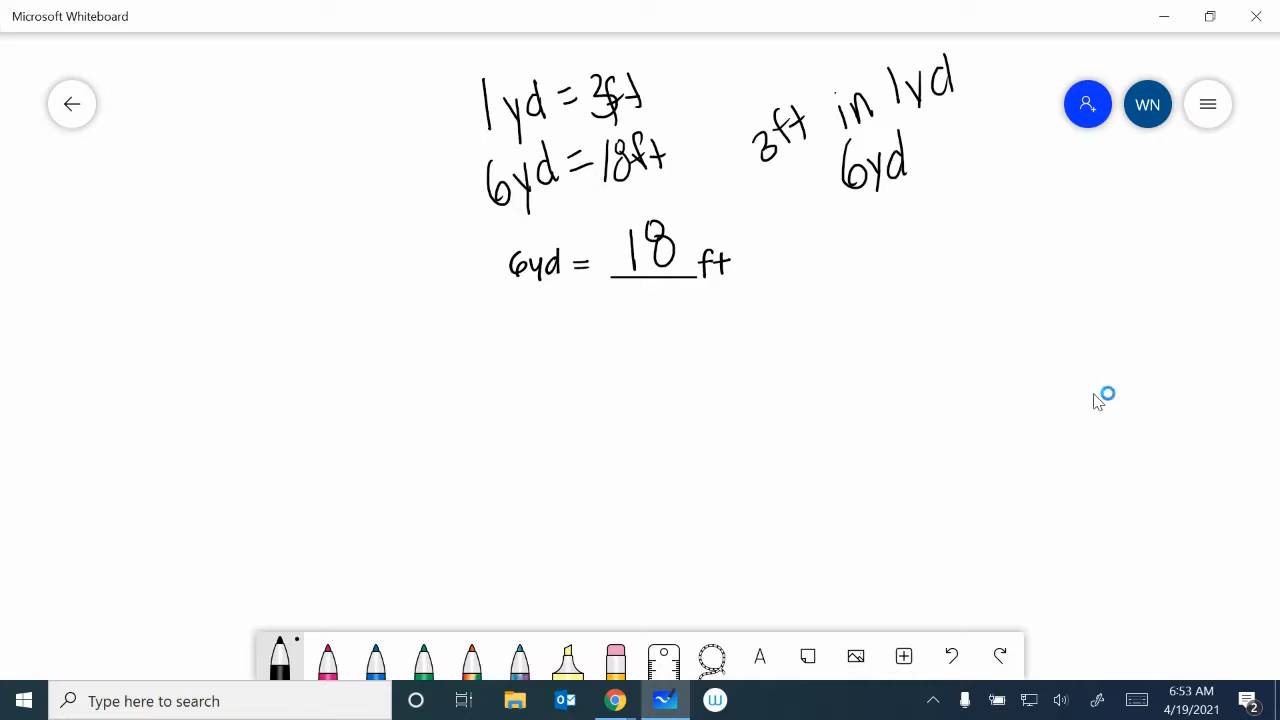 Microsoft Whiteboard
1yd = 3ft
6yd = 18ft
3ft in 1yd
6yd
6yd = 18 ft
WN
A
Type here to search
W
6:53 AM
4/19/2021
2